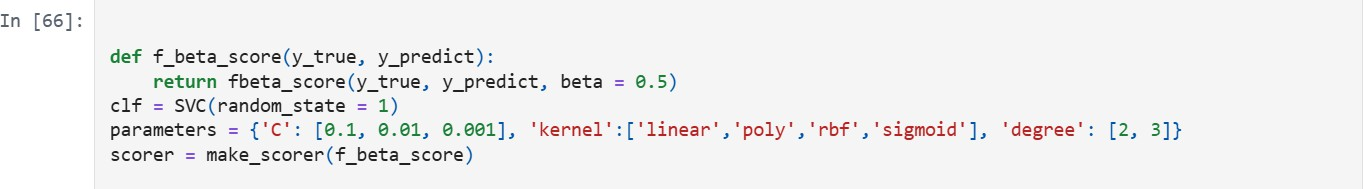 In [66]:
def f_beta_score(y_true, y_predict):
    return fbeta_score(y_true, y_predict, beta = 0.5)
clf = SVC(random_state = 1)
parameters = {'C': [0.1, 0.01, 0.001], 'kernel':['linear','poly','rbf','sigmoid'], 'degree': [2, 3]}
scorer = make_scorer(f_beta_score)